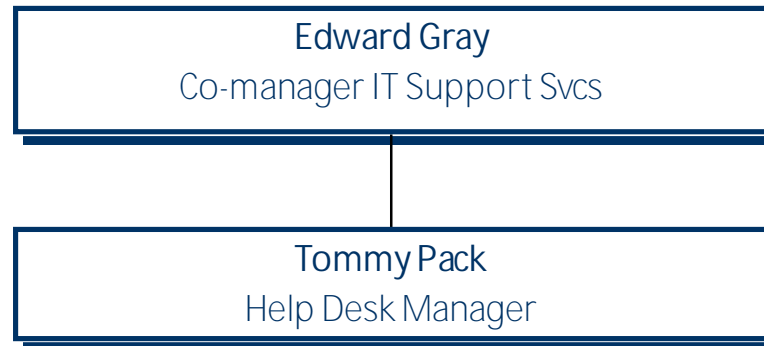 Edward Gray
Co-manager IT Support Svcs
Tommy Pack
Help Desk Manager